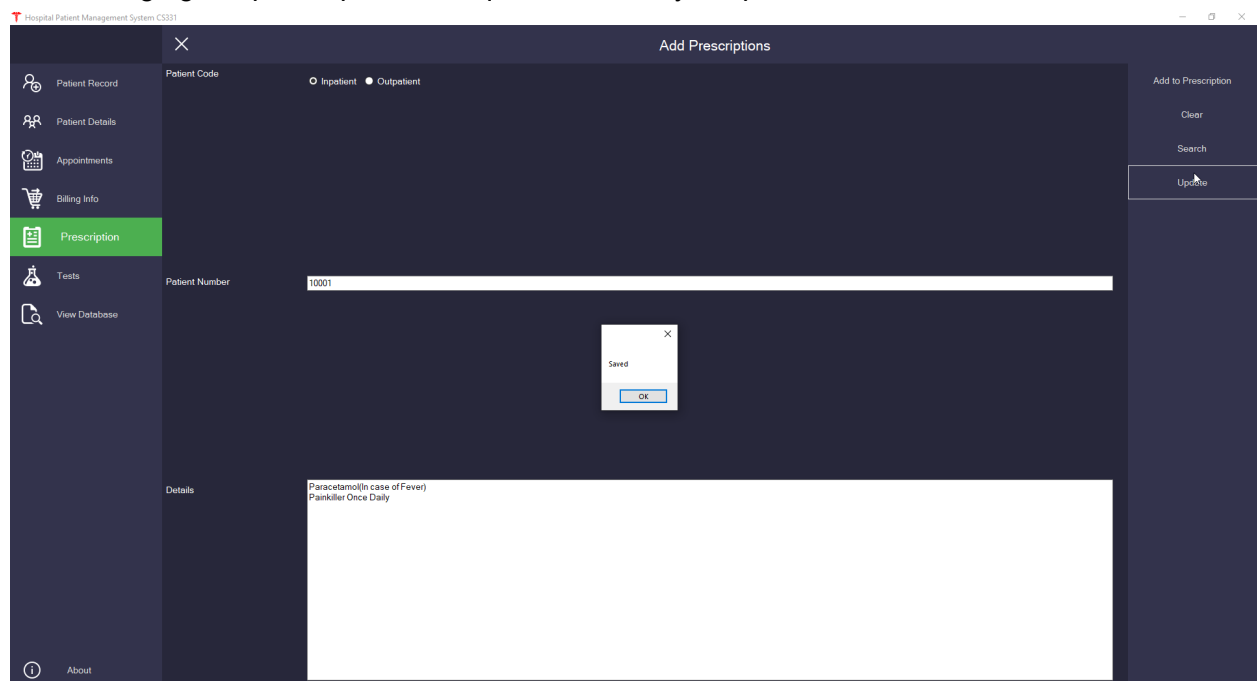 Hospital Patient Management System CS331
Add Prescriptions
Patient Record
Patient Details
Appointments
Billing Info
Prescription
Tests
View Database
About
Patient Code
Inpatient Outpatient
Patient Number
10001
Saved
OK
Details
Paracetamol(In case of Fever)
Painkiller Once Daily
Add to Prescription
Clear
Search
Update